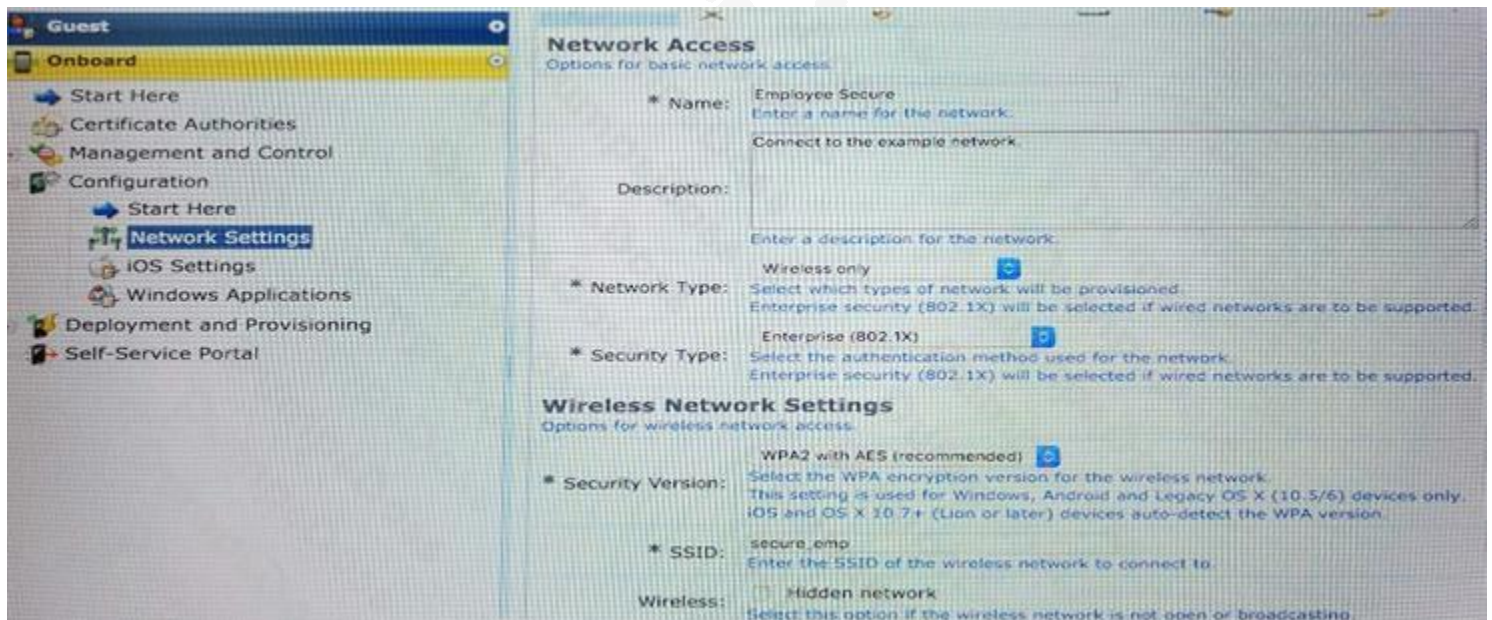 Guest
Onboard
Start Here
Certificate Authorities
Management and Control
Configuration
Start Here
Network Settings
iOS Settings
Windows Applications
Deployment and Provisioning
Self-Service Portal
Network Access
Options for basic network access.
* Name:
Employee Secure
Enter a name for the network.
Description:
Connect to the example network.
Enter a description for the network.
* Network Type:
Wireless only
Select which types of network will be provisioned.
Enterprise security (802.1X) will be selected if wired networks are to be supported.
* Security Type:
Enterprise (802.1X)
Select the authentication method used for the network.
Enterprise security (802.1X) will be selected if wired networks are to be supported.
Wireless Network Settings
Options for wireless network access.
* Security Version:
WPA2 with AES (recommended)
Select the WPA encryption version for the wireless network.
This setting is used for Windows, Android and Legacy OS X (10.5/6) devices only.
iOS and OS X 10.7+ (Lion or later) devices auto-detect the WPA version.
* SSID:
secure_emp
Enter the SSID of the wireless network to connect to.
Wireless:
Hidden network
Select this option if the wireless network is not open or broadcasting.